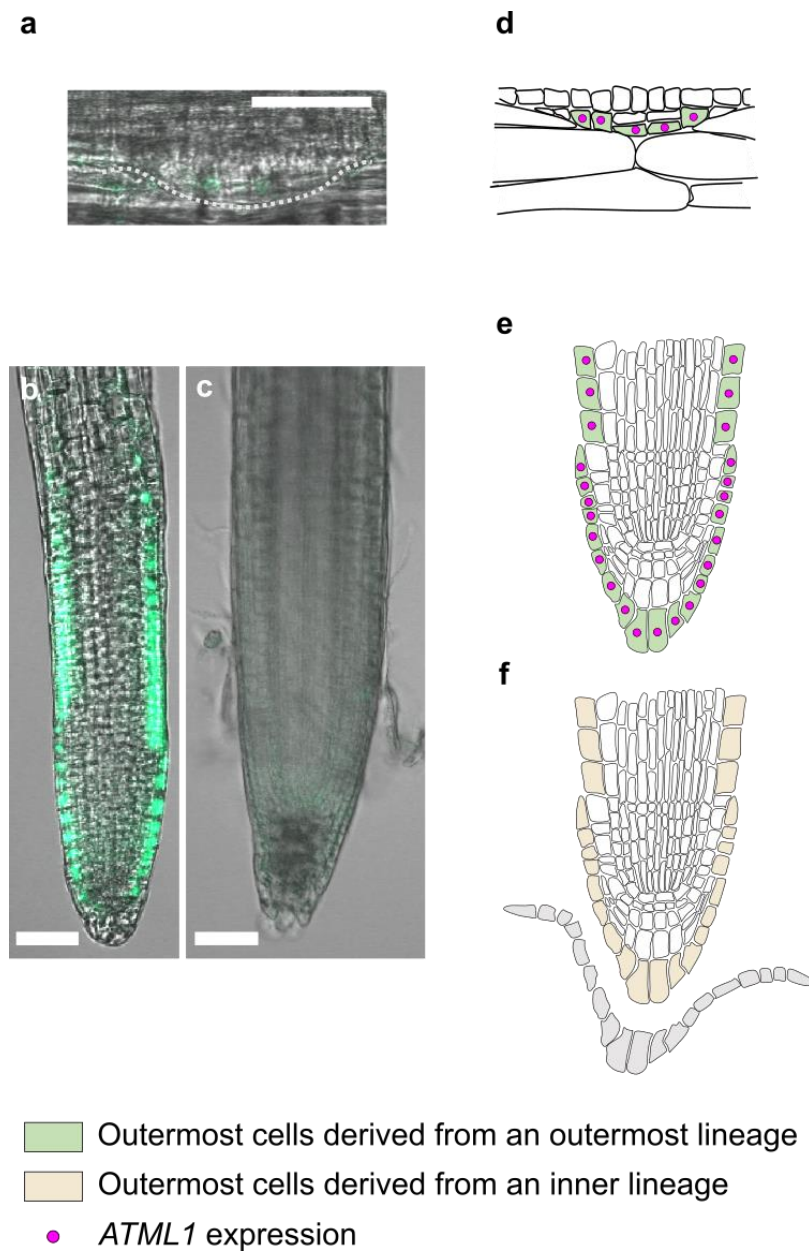 a
d
e
b
c
f
Outermost cells derived from an outermost lineage
Outermost cells derived from an inner lineage
ATML1 expression